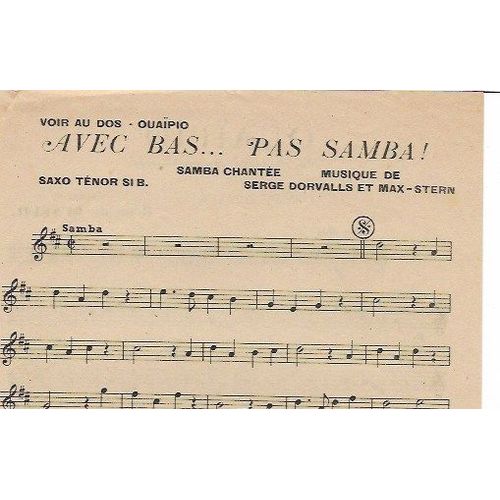 VOIR AU DOS - OUAÏPIO
AVEC BAS... PAS SAMBA!
SAMBA CHANTÉE
MUSIQUE DE
SAXO TÉNOR SI B.
SERGE DORVALLS ET MAX-STERN
Samba